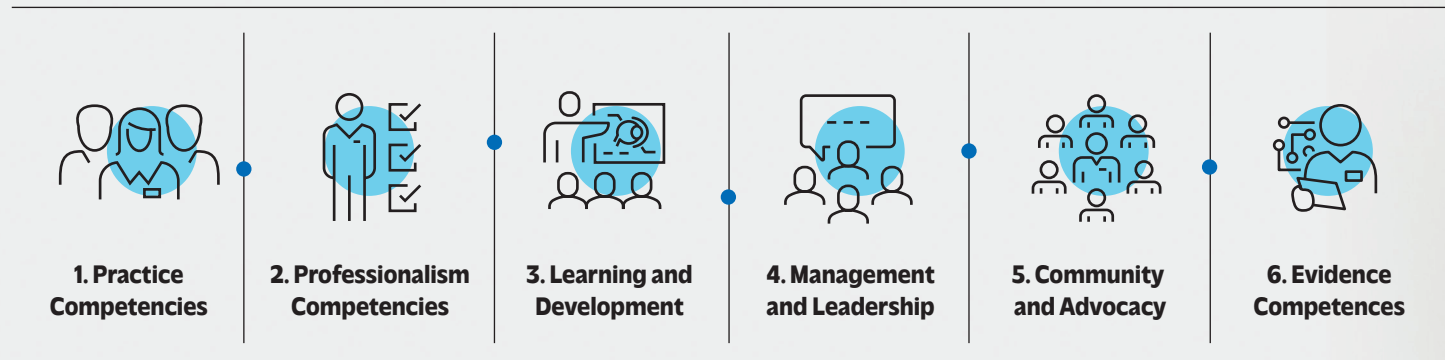 1. Practice
Competencies
2. Professionalism
Competencies
3. Learning and
Development
4. Management
and Leadership
5. Community
and Advocacy
6. Evidence
Competences